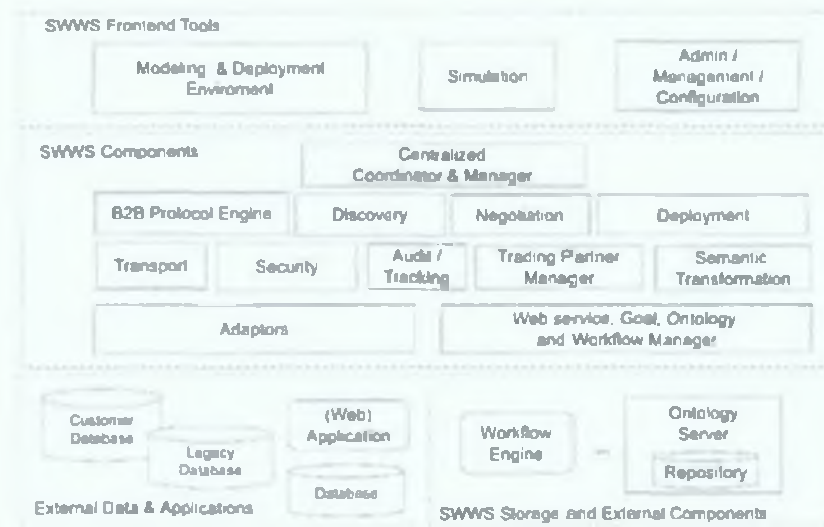 SWWS Frontend Tools
Modeling & Deployment
Enviroment
Simulation
Admin /
Management /
Configuration
SWWS Components
Centralized
Coordinator & Manager
B2B Protocol Engine
Discovery
Negotiation
Deployment
Transport
Security
Audit /
Tracking
Trading Partner
Manager
Semantic
Transformation
Adaptors
Web service, Goal, Ontology
and Workflow Manager
Customer
Database
Legacy
Database
(Web)
Application
Database
External Data & Applications
Workflow
Engine
Ontology
Server
Repository
SWWS Storage and External Components